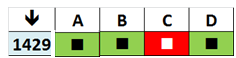 🡻 A B C D
1429 ■ ■ ■ ■